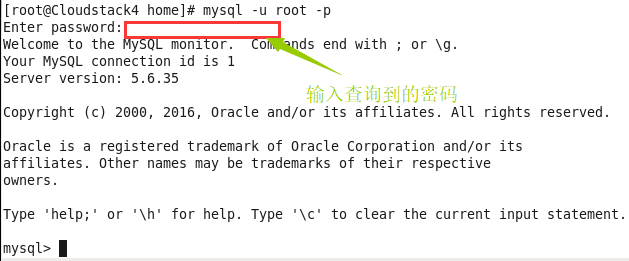 [root@Cloudstack4 home]# mysql -u root -p
Enter password:
Welcome to the MySQL monitor.  Commands end with ; or \g.
Your MySQL connection id is 1
Server version: 5.6.35
输入查询到的密码
Copyright (c) 2000, 2016, Oracle and/or its affiliates. All rights reserved.
Oracle is a registered trademark of Oracle Corporation and/or its
affiliates. Other names may be trademarks of their respective
owners.
Type 'help;' or '\h' for help. Type '\c' to clear the current input statement.
mysql>